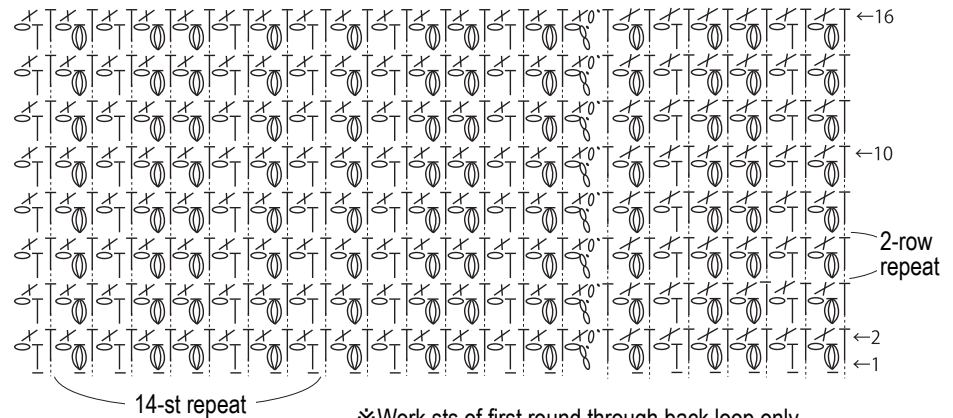 ←16
←10
2-row
repeat
←2
←1
14-st repeat
※Work sts of first round through back loop only